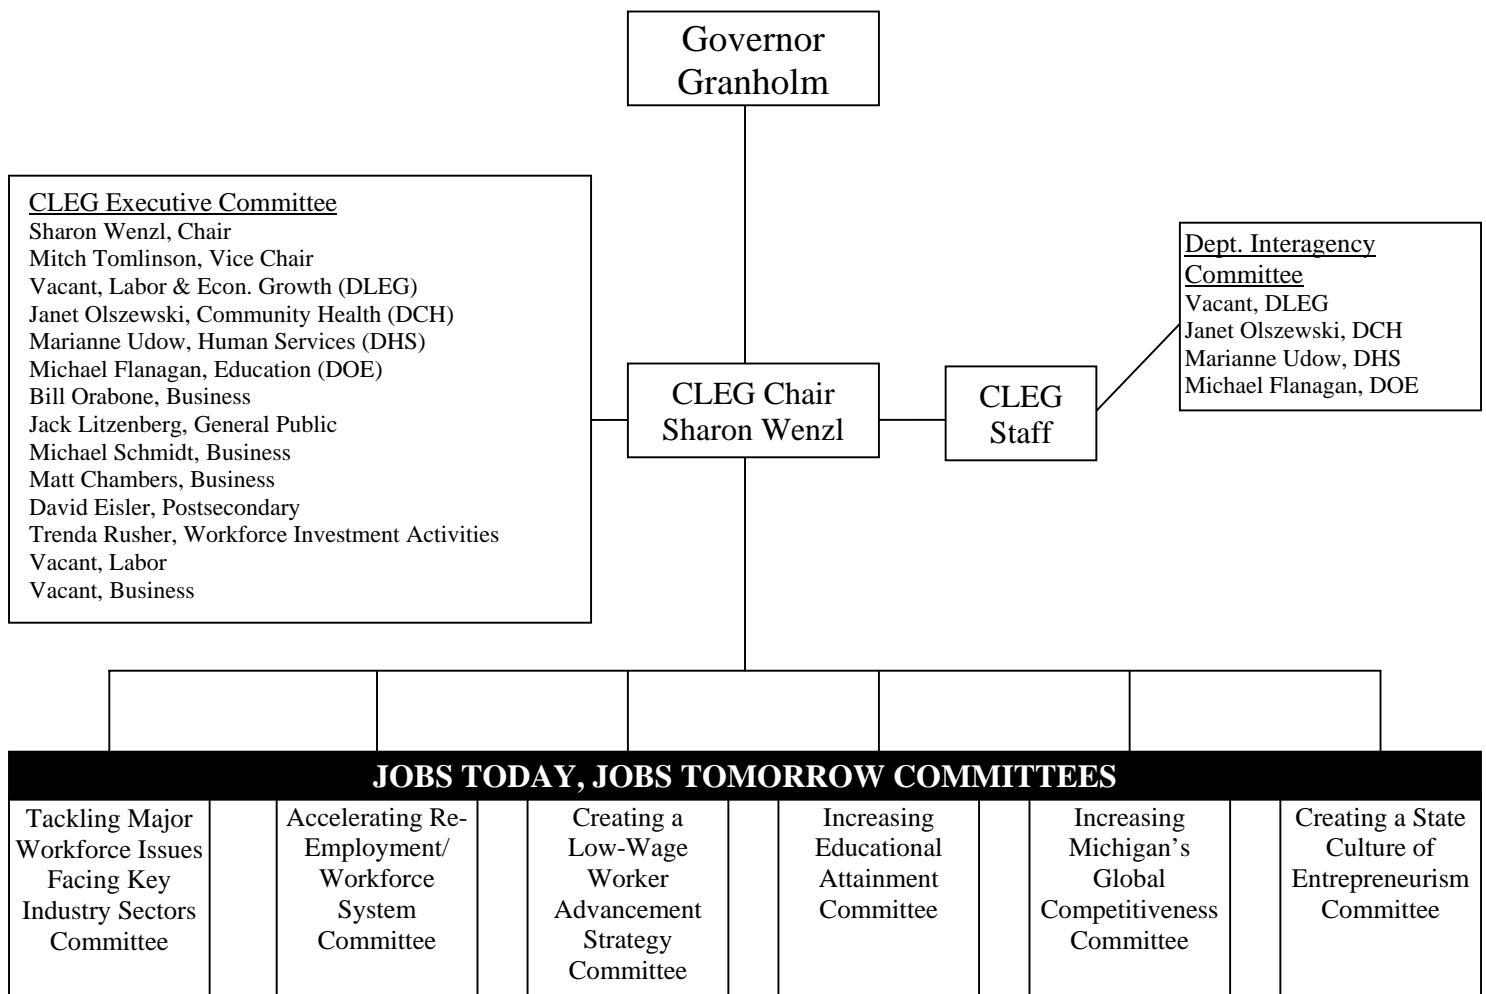 Governor
Granholm
CLEG Executive Committee
Sharon Wenzl, Chair
Mitch Tomlinson, Vice Chair
Vacant, Labor & Econ. Growth (DLEG)
Janet Olszewski, Community Health (DCH)
Marianne Udow, Human Services (DHS)
Michael Flanagan, Education (DOE)
Bill Orabone, Business
Jack Litzenberg, General Public
Michael Schmidt, Business
Matt Chambers, Business
David Eisler, Postsecondary
Trenda Rusher, Workforce Investment Activities
Vacant, Labor
Vacant, Business
CLEG Chair
Sharon Wenzl
CLEG
Staff
Dept. Interagency
Committee
Vacant, DLEG
Janet Olszewski, DCH
Marianne Udow, DHS
Michael Flanagan, DOE
JOBS TODAY, JOBS TOMORROW COMMITTEES
Tackling Major
Workforce Issues
Facing Key
Industry Sectors
Committee
Accelerating Re-
Employment/
Workforce
System
Committee
Creating a
Low-Wage
Worker
Advancement
Strategy
Committee
Increasing
Educational
Attainment
Committee
Increasing
Michigan’s
Global
Competitiveness
Committee
Creating a State
Culture of
Entrepreneurism
Committee